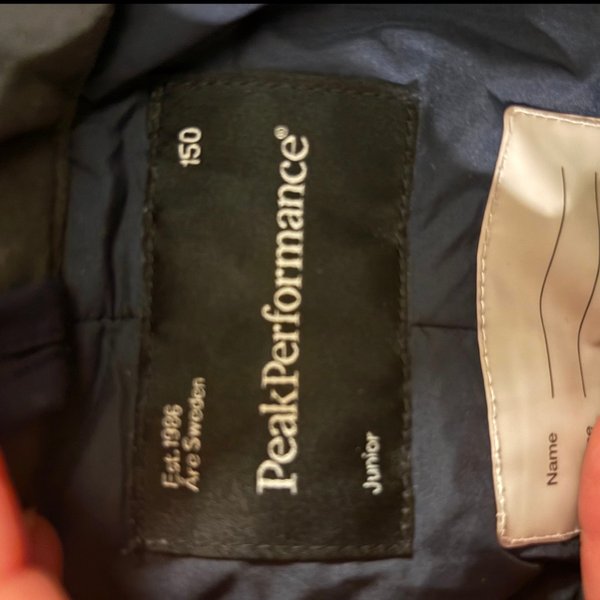 Est. 1986
Åre Sweden
150
PeakPerformance®
Junior
Name